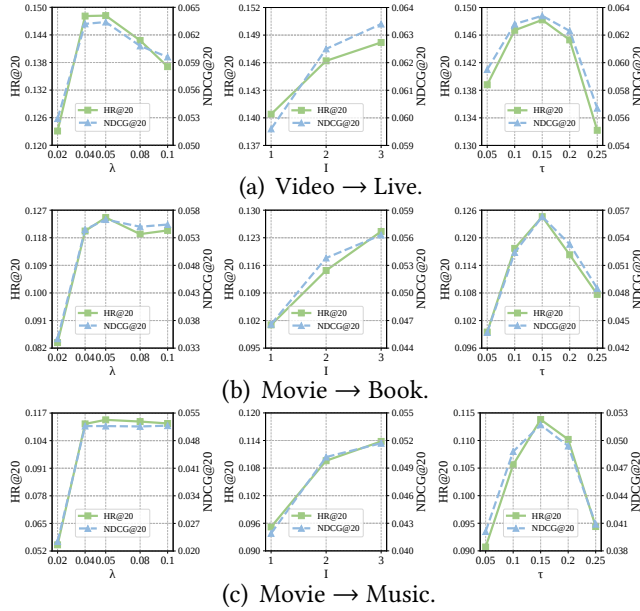 0.150 0.144 0.138 0.132 0.126 0.120
HR@20
0.065 0.062 0.059 0.056 0.053 0.050
NDCG@20
HR@20
NDCG@20
0.02 0.04 0.05 0.08 0.1
λ
0.152 0.149 0.146 0.143 0.140 0.137
HR@20
0.064 0.063 0.062 0.061 0.060 0.059
NDCG@20
HR@20
NDCG@20
1 2 3
I
0.150 0.146 0.142 0.138 0.134 0.130
HR@20
0.064 0.062 0.060 0.058 0.056 0.054
NDCG@20
HR@20
NDCG@20
0.05 0.1 0.15 0.2 0.25
τ
(a) Video → Live.
0.127 0.118 0.109 0.100 0.091 0.082
HR@20
0.058 0.053 0.048 0.043 0.038 0.033
NDCG@20
HR@20
NDCG@20
0.02 0.04 0.05 0.08 0.1
λ
0.130 0.123 0.116 0.109 0.102 0.095
HR@20
0.059 0.056 0.053 0.050 0.047 0.044
NDCG@20
HR@20
NDCG@20
1 2 3
I
0.126 0.120 0.114 0.108 0.102 0.096
HR@20
0.057 0.054 0.051 0.048 0.045 0.042
NDCG@20
HR@20
NDCG@20
0.05 0.1 0.15 0.2 0.25
τ
(b) Movie → Book.
0.117 0.104 0.091 0.078 0.065 0.052
HR@20
0.055 0.048 0.041 0.034 0.027 0.020
NDCG@20
HR@20
NDCG@20
0.02 0.04 0.05 0.08 0.1
λ
0.120 0.114 0.108 0.102 0.096 0.090
HR@20
0.055 0.052 0.049 0.046 0.043 0.040
NDCG@20
HR@20
NDCG@20
1 2 3
I
0.115 0.110 0.105 0.100 0.095 0.090
HR@20
0.053 0.050 0.047 0.044 0.041 0.038
NDCG@20
HR@20
NDCG@20
0.05 0.1 0.15 0.2 0.25
τ
(c) Movie → Music.